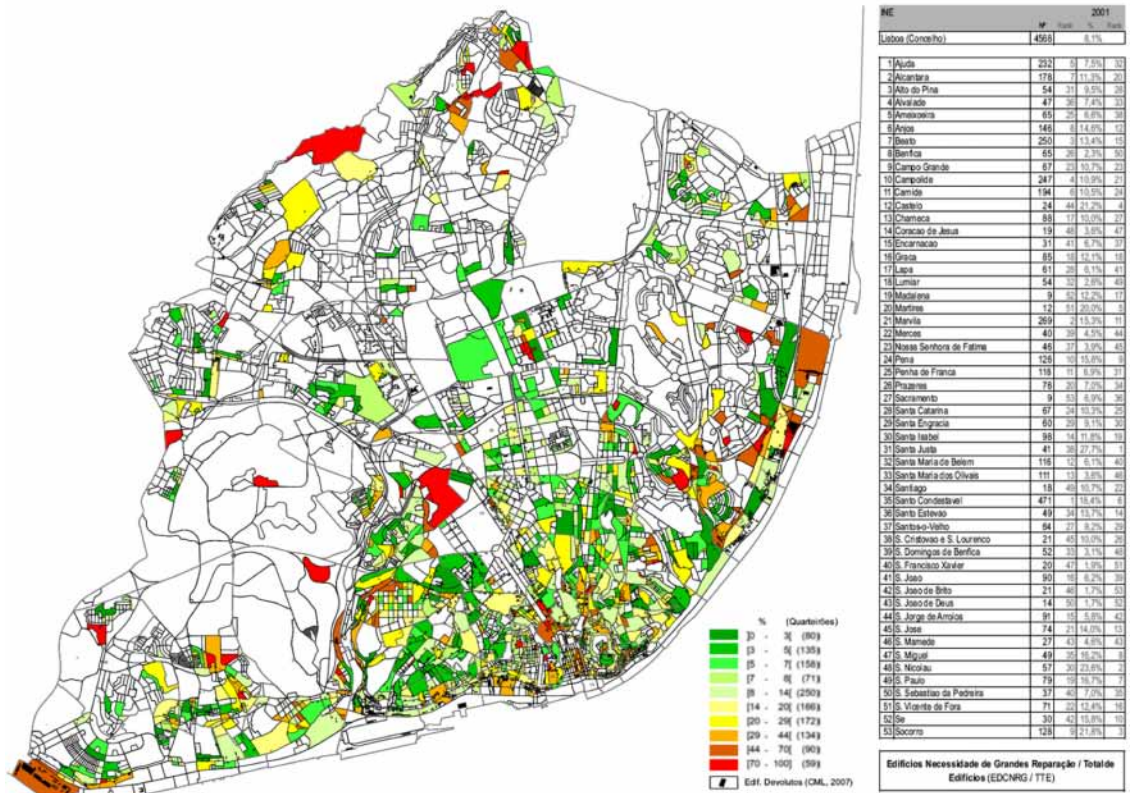 INE 2001
Nº Rank % Rank
Lisboa (Concelho) 4568 8,1%
1 Ajuda 232 5 7,5% 32
2 Alcantara 178 7 11,3% 20
3 Alto do Pina 54 31 9,5% 28
4 Alvalade 47 36 7,4% 33
5 Ameixoeira 65 25 6,6% 38
6 Anjos 146 8 14,6% 12
7 Beato 250 3 13,4% 15
8 Benfica 65 26 2,3% 50
9 Campo Grande 67 23 10,7% 23
10 Campolide 247 4 10,9% 21
11 Carnide 194 6 10,5% 24
12 Castelo 24 44 21,2% 4
13 Charneca 88 17 10,0% 27
14 Coracao de Jesus 19 48 3,8% 47
15 Encarnacao 31 41 6,7% 37
16 Graca 85 18 12,1% 18
17 Lapa 61 28 6,1% 41
18 Lumiar 54 32 2,8% 49
19 Madalena 9 52 12,2% 17
20 Martires 12 51 20,0% 5
21 Marvila 269 2 15,3% 11
22 Merces 40 39 4,5% 44
23 Nossa Senhora de Fatima 46 37 3,9% 45
24 Pena 126 10 15,8% 9
25 Penha de Franca 118 11 8,9% 31
26 Prazeres 76 20 7,0% 34
27 Sacramento 9 53 6,9% 36
28 Santa Catarina 67 24 10,3% 25
29 Santa Engracia 60 29 9,1% 30
30 Santa Isabel 98 14 11,8% 19
31 Santa Justa 41 38 27,7% 1
32 Santa Maria de Belem 116 12 6,1% 40
33 Santa Maria dos Olivais 111 13 3,8% 46
34 Santiago 18 49 10,7% 22
35 Santo Condestavel 471 1 18,4% 6
36 Santo Estevao 49 34 13,7% 14
37 Santos-o-Velho 64 27 9,2% 29
38 S. Cristovao e S. Lourenco 21 45 10,0% 26
39 S. Domingos de Benfica 52 33 3,1% 48
40 S. Francisco Xavier 20 47 1,9% 51
41 S. Joao 90 16 6,2% 39
42 S. Joao de Brito 21 46 1,7% 53
43 S. Joao de Deus 14 50 1,7% 52
44 S. Jorge de Arroios 91 15 5,8% 42
45 S. Jose 74 21 14,0% 13
46 S. Mamede 27 43 4,6% 43
47 S. Miguel 49 35 16,2% 8
48 S. Nicolau 57 30 23,6% 2
49 S. Paulo 79 19 16,7% 7
50 S. Sebastiao da Pedreira 37 40 7,0% 35
51 S. Vicente de Fora 71 22 12,4% 16
52 Se 30 42 15,8% 10
53 Socorro 128 9 21,8% 3
Edifícios Necessidade de Grandes Reparação / Total de
Edifícios (EDCNRG / TTE)
% (Quarteirões)
]0 - 3[ (80)
[3 - 5[ (135)
[5 - 7[ (158)
[7 - 8[ (71)
[8 - 14[ (250)
[14 - 20[ (166)
[20 - 29[ (172)
[29 - 44[ (134)
[44 - 70[ (90)
[70 - 100] (59)
Edif. Devolutos (CML, 2007)